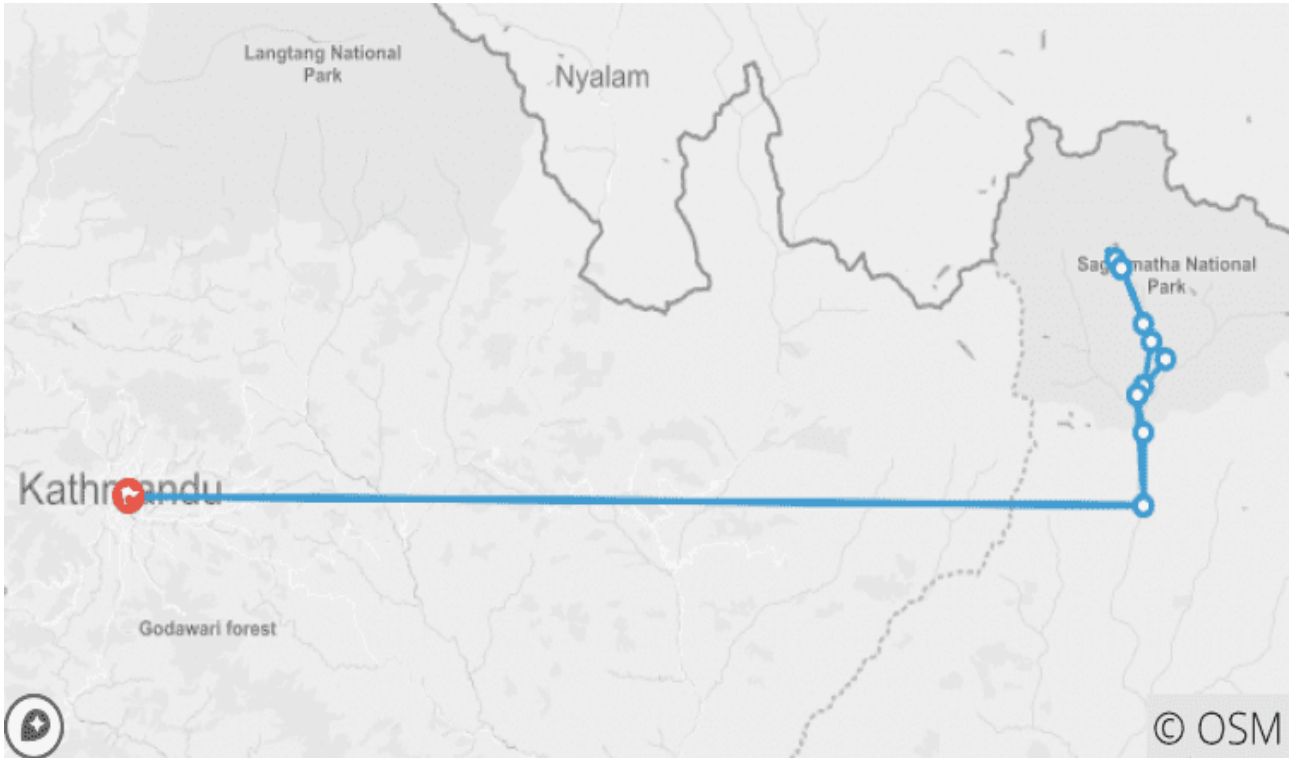 Langtang National
Park
Nyalam
Sagarmatha National
Park
Kathmandu
Godawari forest
© OSM